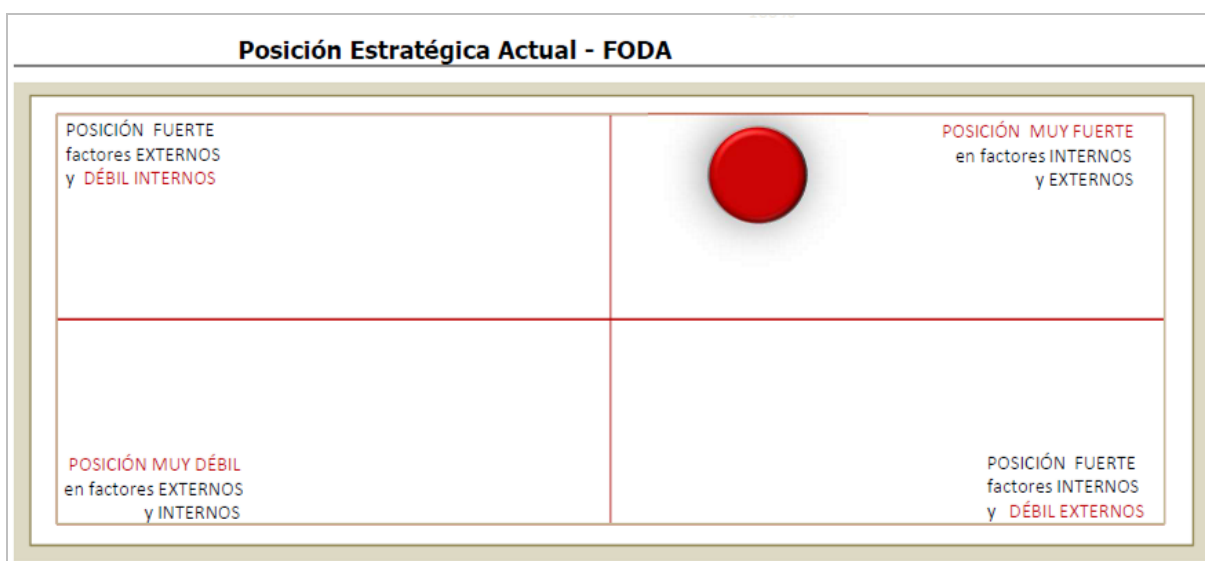 Posición Estratégica Actual - FODA
POSICIÓN FUERTE
factores EXTERNOS
y DÉBIL INTERNOS
POSICIÓN MUY FUERTE
en factores INTERNOS
y EXTERNOS
POSICIÓN MUY DÉBIL
en factores EXTERNOS
y INTERNOS
POSICIÓN FUERTE
factores INTERNOS
y DÉBIL EXTERNOS